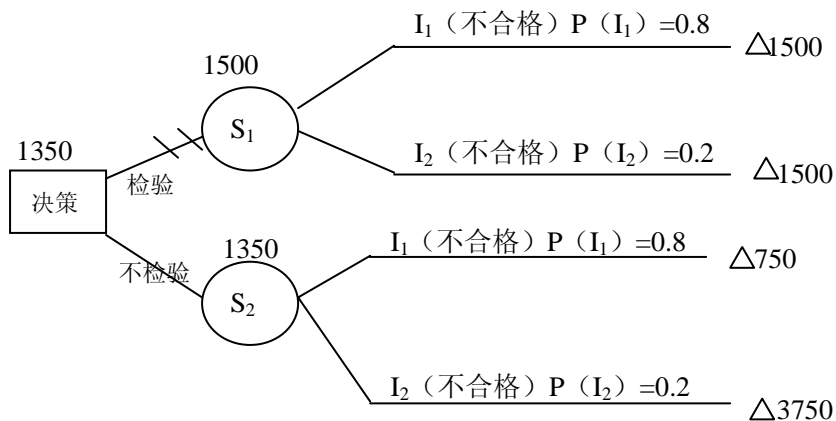 I₁（不合格）P（I₁）=0.8
△1500
1500
S₁
I₂（不合格）P（I₂）=0.2
△1500
1350
决策
检验
不检验
1350
S₂
I₁（不合格）P（I₁）=0.8
△750
I₂（不合格）P（I₂）=0.2
△3750